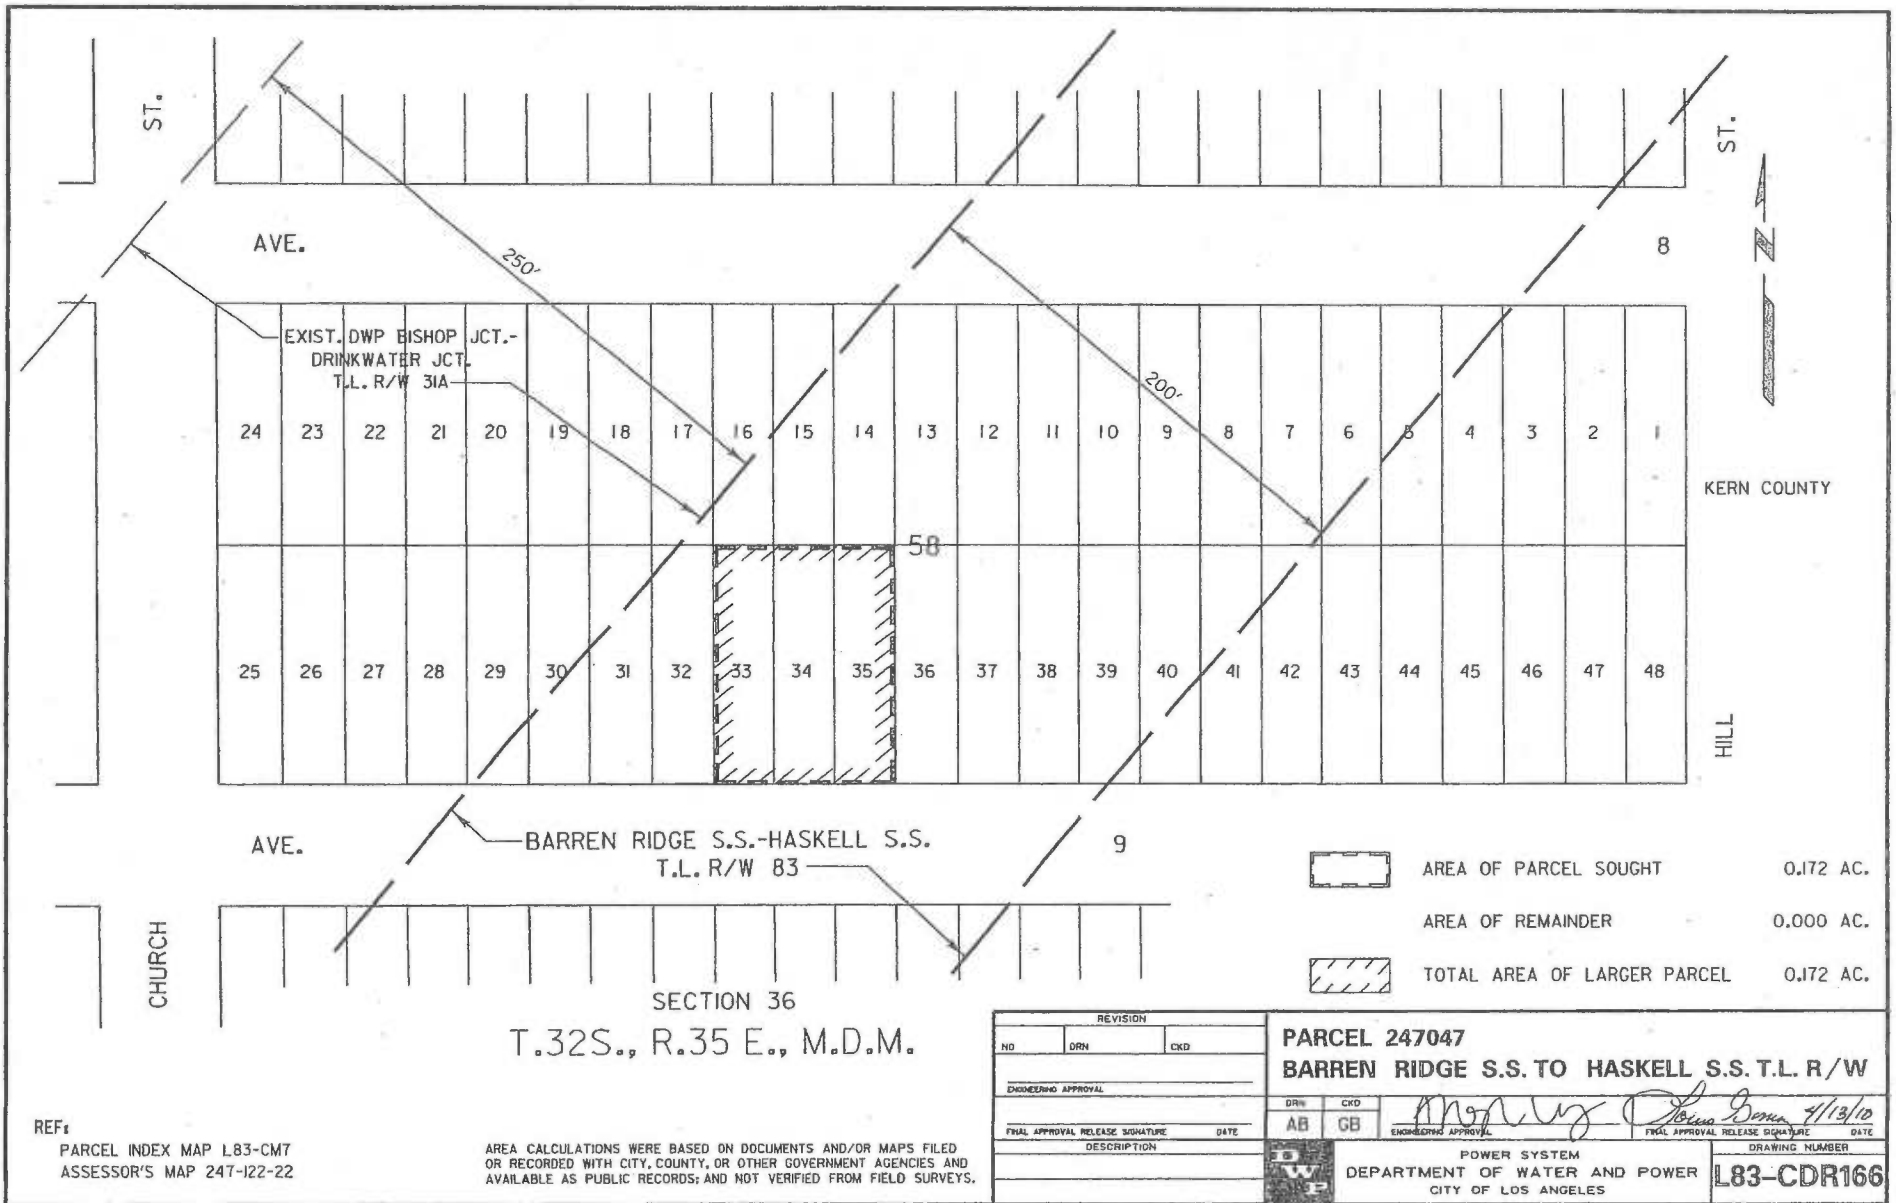 ST.
ST.
AVE.
8
N
250'
200'
EXIST. DWP BISHOP JCT.-
DRINKWATER JCT.
T.L. R/W 31A
24 23 22 21 20 19 18 17 16 15 14 13 12 11 10 9 8 7 6 5 4 3 2 1
KERN COUNTY
58
25 26 27 28 29 30 31 32 33 34 35 36 37 38 39 40 41 42 43 44 45 46 47 48
HILL
AVE.
BARREN RIDGE S.S.-HASKELL S.S.
T.L. R/W 83
9
CHURCH
AREA OF PARCEL SOUGHT 0.172 AC.
AREA OF REMAINDER 0.000 AC.
TOTAL AREA OF LARGER PARCEL 0.172 AC.
SECTION 36
T.32S., R.35 E., M.D.M.
REF:
PARCEL INDEX MAP L83-CM7
ASSESSOR'S MAP 247-122-22
AREA CALCULATIONS WERE BASED ON DOCUMENTS AND/OR MAPS FILED
OR RECORDED WITH CITY, COUNTY, OR OTHER GOVERNMENT AGENCIES AND
AVAILABLE AS PUBLIC RECORDS; AND NOT VERIFIED FROM FIELD SURVEYS.
REVISION
NO DRN CKD
ENGINEERING APPROVAL
FINAL APPROVAL RELEASE SIGNATURE DATE
DESCRIPTION
PARCEL 247047
BARREN RIDGE S.S. TO HASKELL S.S. T.L. R/W
DRN CKD
AB GB
4/13/10
ENGINEERING APPROVAL
FINAL APPROVAL RELEASE SIGNATURE DATE
DWP
POWER SYSTEM
DEPARTMENT OF WATER AND POWER
CITY OF LOS ANGELES
DRAWING NUMBER
L83-CDR166